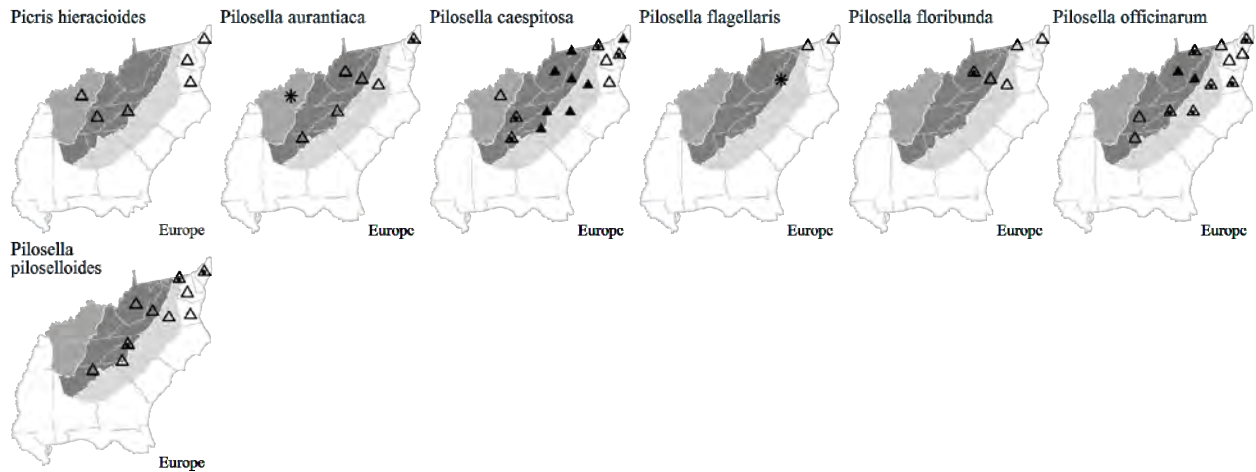 Picris hieracioides
Pilosella aurantiaca
Pilosella caespitosa
Pilosella flagellaris
Pilosella floribunda
Pilosella officinarum
Europe
Europe
Europe
Europe
Europe
Europe
Pilosella
piloselloides
Europe